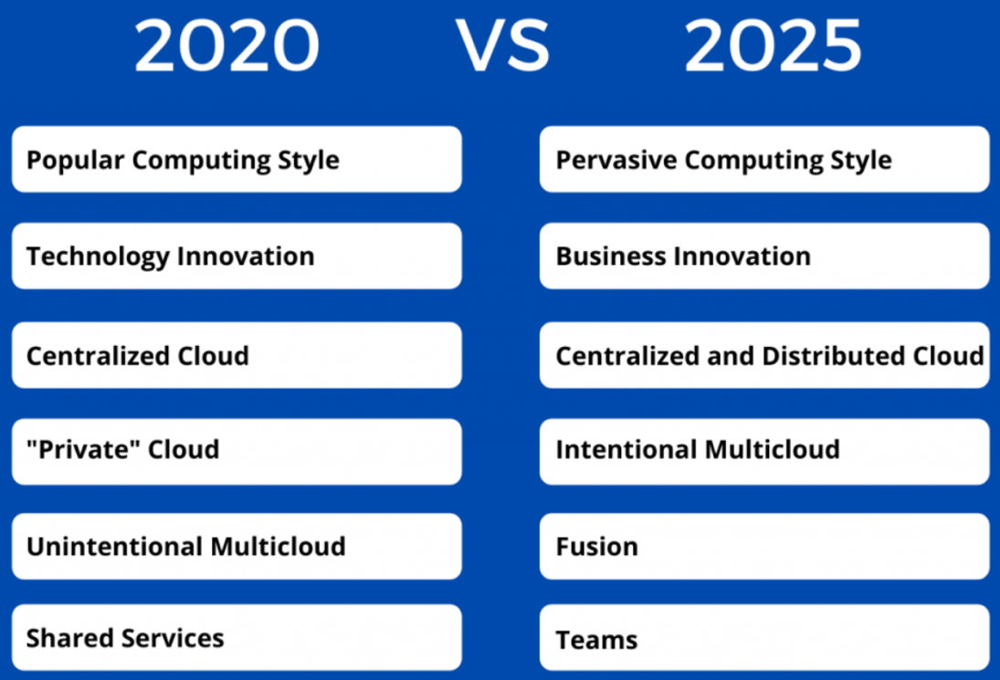 2020 VS 2025
Popular Computing Style
Pervasive Computing Style
Technology Innovation
Business Innovation
Centralized Cloud
Centralized and Distributed Cloud
"Private" Cloud
Intentional Multicloud
Unintentional Multicloud
Fusion
Shared Services
Teams